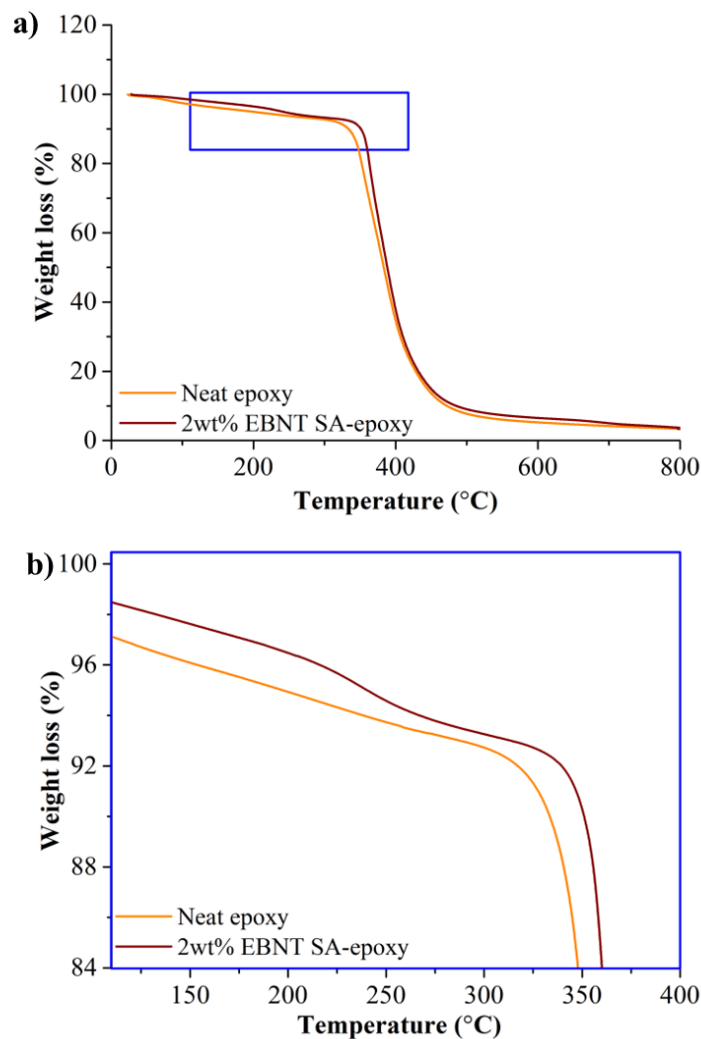 a)
120
100
80
60
40
20
0
Weight loss (%)
Neat epoxy
2wt% EBNT SA-epoxy
0 200 400 600 800
Temperature (°C)
b)
100
96
92
88
84
Weight loss (%)
Neat epoxy
2wt% EBNT SA-epoxy
150 200 250 300 350 400
Temperature (°C)